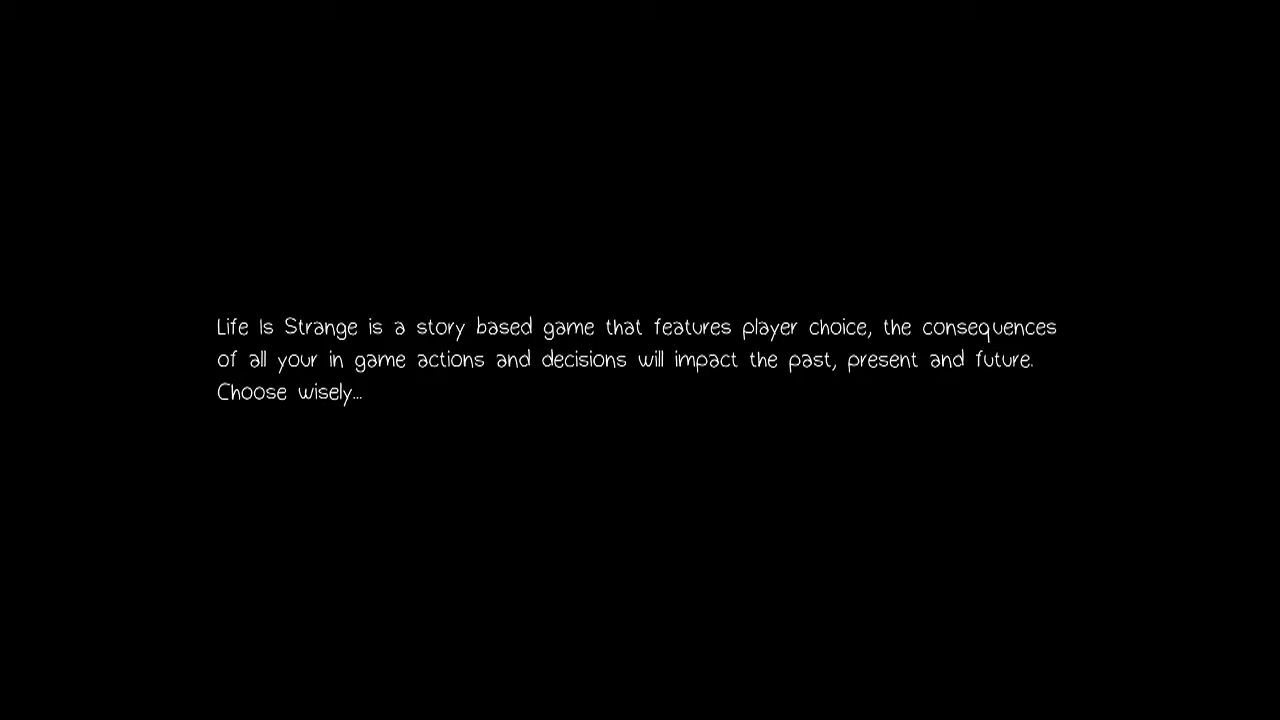 Life Is Strange is a story based game that features player choice, the consequences
of all your in game actions and decisions will impact the past, present and future.
Choose wisely...